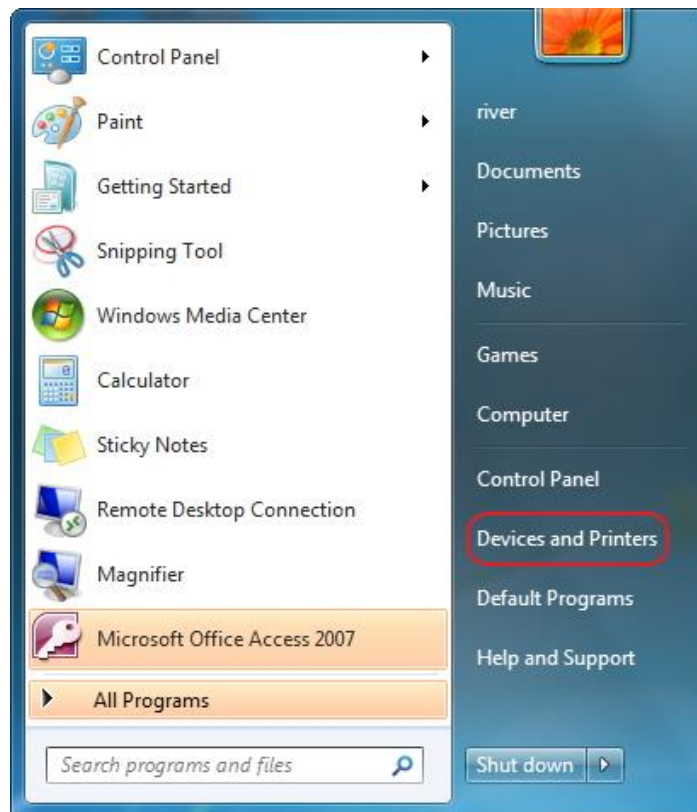 Control Panel
Paint
Getting Started
Snipping Tool
Windows Media Center
Calculator
Sticky Notes
Remote Desktop Connection
Magnifier
Microsoft Office Access 2007
All Programs
Search programs and files
river
Documents
Pictures
Music
Games
Computer
Control Panel
Devices and Printers
Default Programs
Help and Support
Shut down